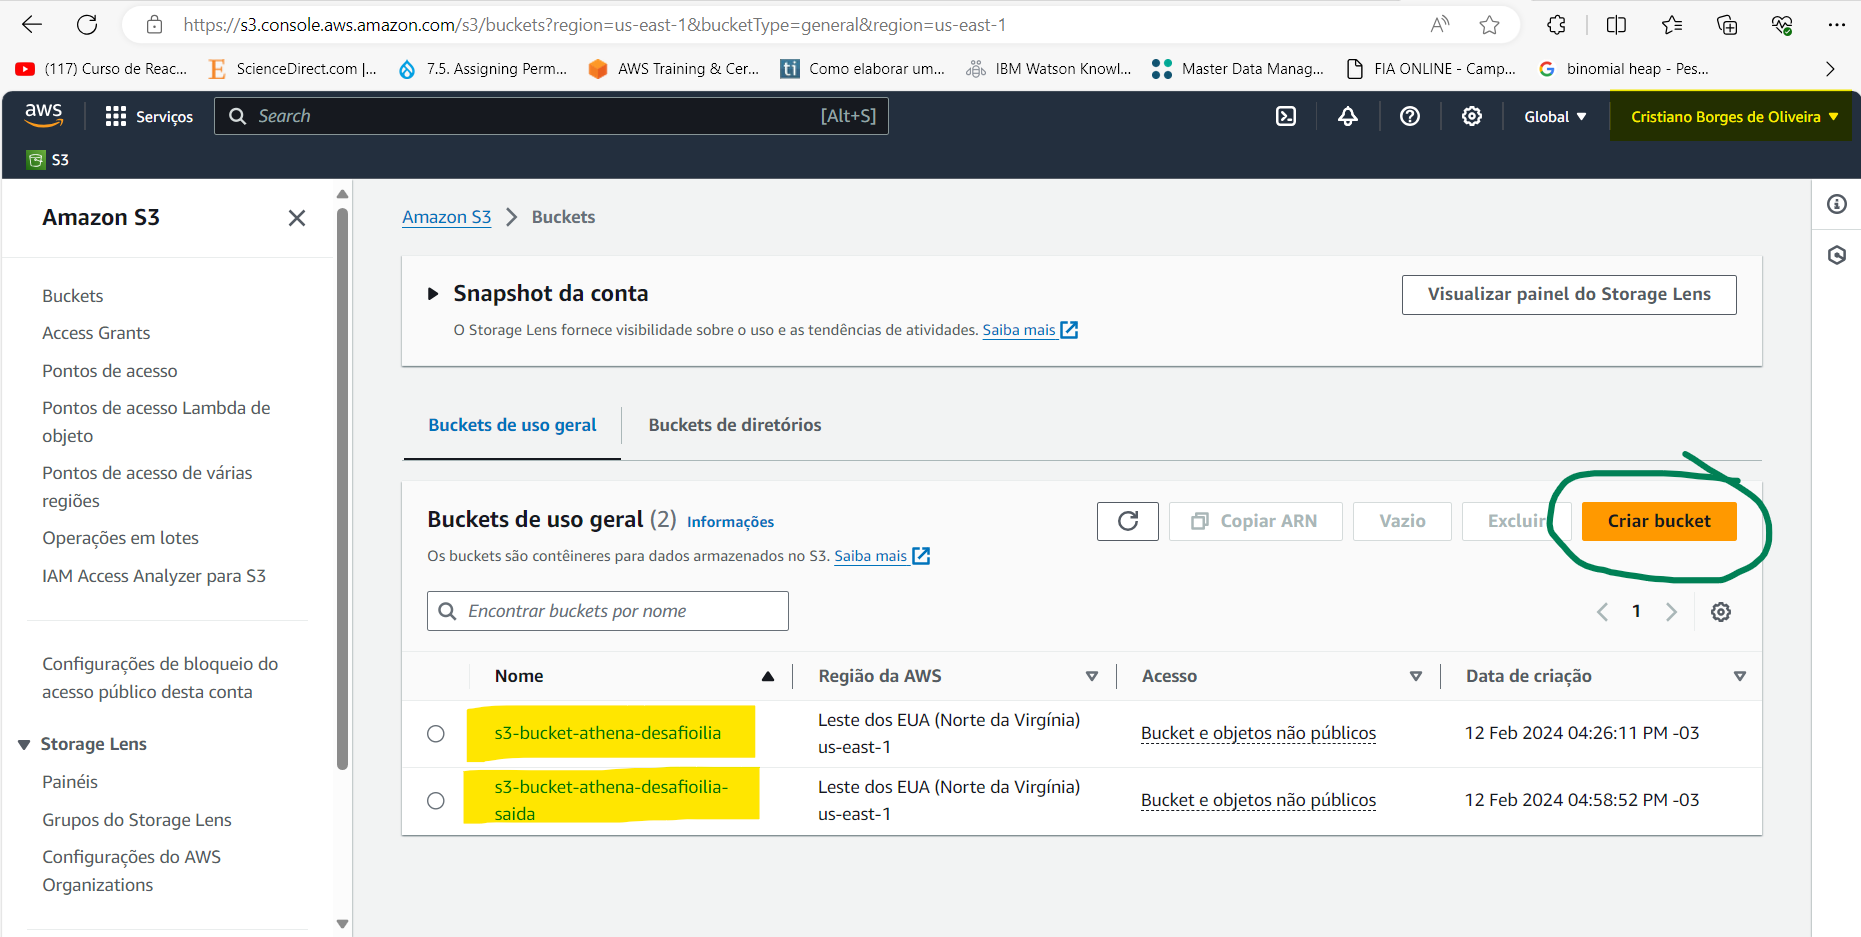 https://s3.console.aws.amazon.com/s3/buckets?region=us-east-1&bucketType=general&region=us-east-1
(117) Curso de Reac...
ScienceDirect.com |...
7.5. Assigning Perm...
AWS Training & Cer...
Como elaborar um...
IBM Watson Knowl...
Master Data Manag...
FIA ONLINE - Camp...
binomial heap - Pes...
aws
Serviços
Search
[Alt+S]
Global
Cristiano Borges de Oliveira
S3
Amazon S3
Buckets
Access Grants
Pontos de acesso
Pontos de acesso Lambda de
objeto
Pontos de acesso de várias
regiões
Operações em lotes
IAM Access Analyzer para S3
Configurações de bloqueio do
acesso público desta conta
Storage Lens
Painéis
Grupos do Storage Lens
Configurações do AWS
Organizations
Amazon S3 > Buckets
Snapshot da conta
O Storage Lens fornece visibilidade sobre o uso e as tendências de atividades. Saiba mais
Visualizar painel do Storage Lens
Buckets de uso geral
Buckets de diretórios
Buckets de uso geral (2) Informações
Os buckets são contêineres para dados armazenados no S3. Saiba mais
Copiar ARN
Vazio
Excluir
Criar bucket
Encontrar buckets por nome
1
Nome
Região da AWS
Acesso
Data de criação
s3-bucket-athena-desafioilia
Leste dos EUA (Norte da Virgínia)
us-east-1
Bucket e objetos não públicos
12 Feb 2024 04:26:11 PM -03
s3-bucket-athena-desafioilia-
saida
Leste dos EUA (Norte da Virgínia)
us-east-1
Bucket e objetos não públicos
12 Feb 2024 04:58:52 PM -03